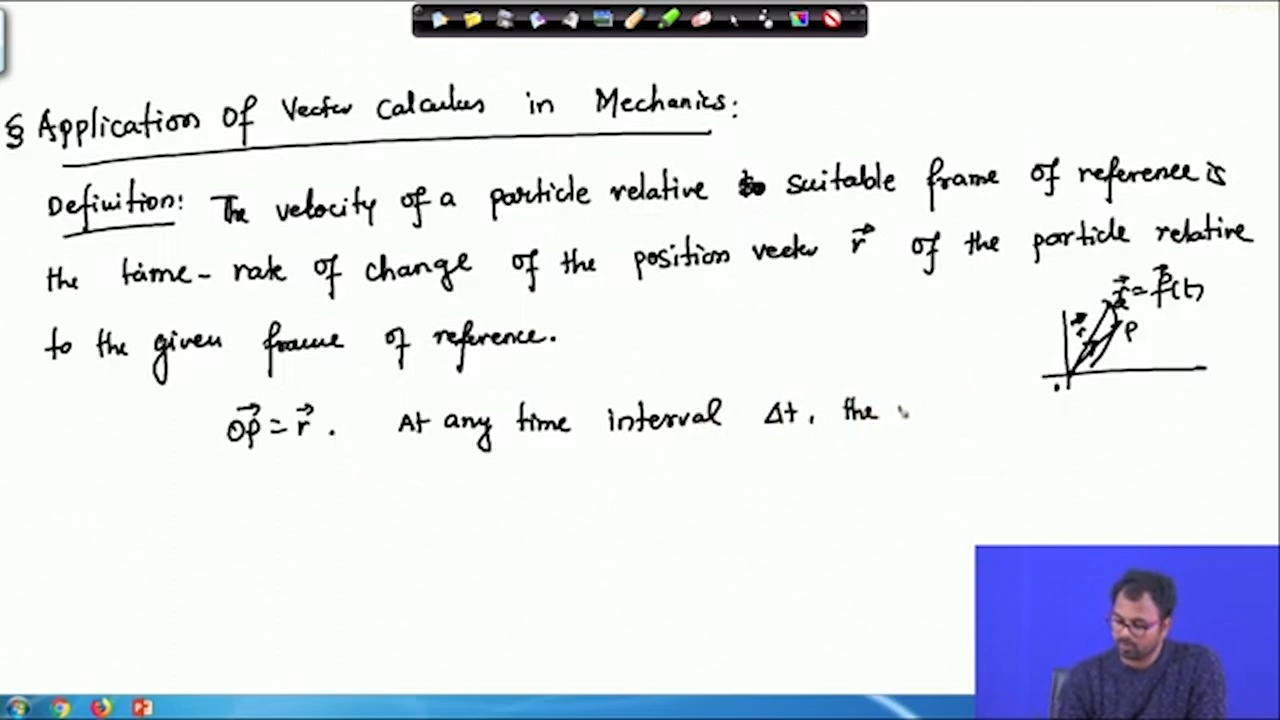 § Application Of Vector Calculus in Mechanics:
Definition: The velocity of a particle relative to suitable frame of reference is
the time-rate of change of the position vector r⃗ of the particle relative
to the given frame of reference.
r⃗ = f⃗(t)
Q
r⃗
P
OP⃗ = r⃗. At any time interval Δt, the